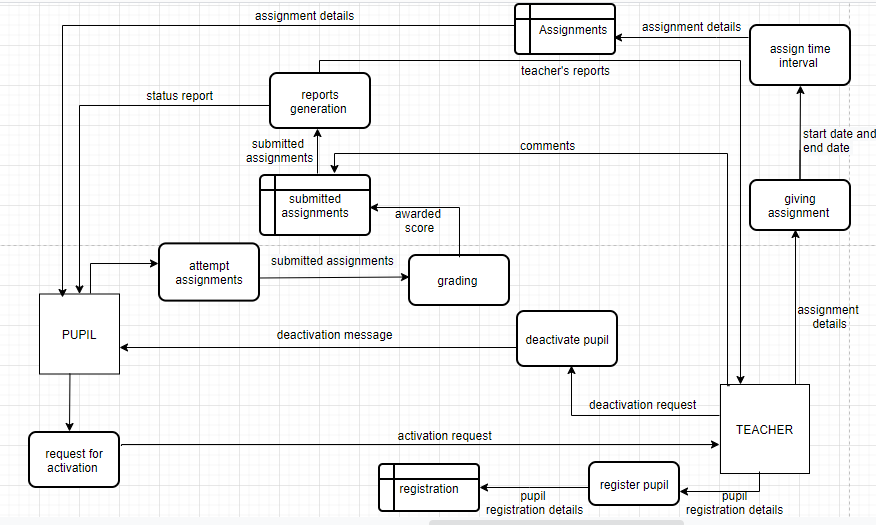 assignment details
Assignments
assignment details
assign time
interval
teacher's reports
status report
reports
generation
start date and
end date
submitted
assignments
comments
submitted
assignments
giving
assignment
awarded
score
attempt
assignments
submitted assignments
grading
assignment
details
PUPIL
deactivation message
deactivate pupil
deactivation request
TEACHER
request for
activation
activation request
registration
pupil
registration details
register pupil
pupil
registration details